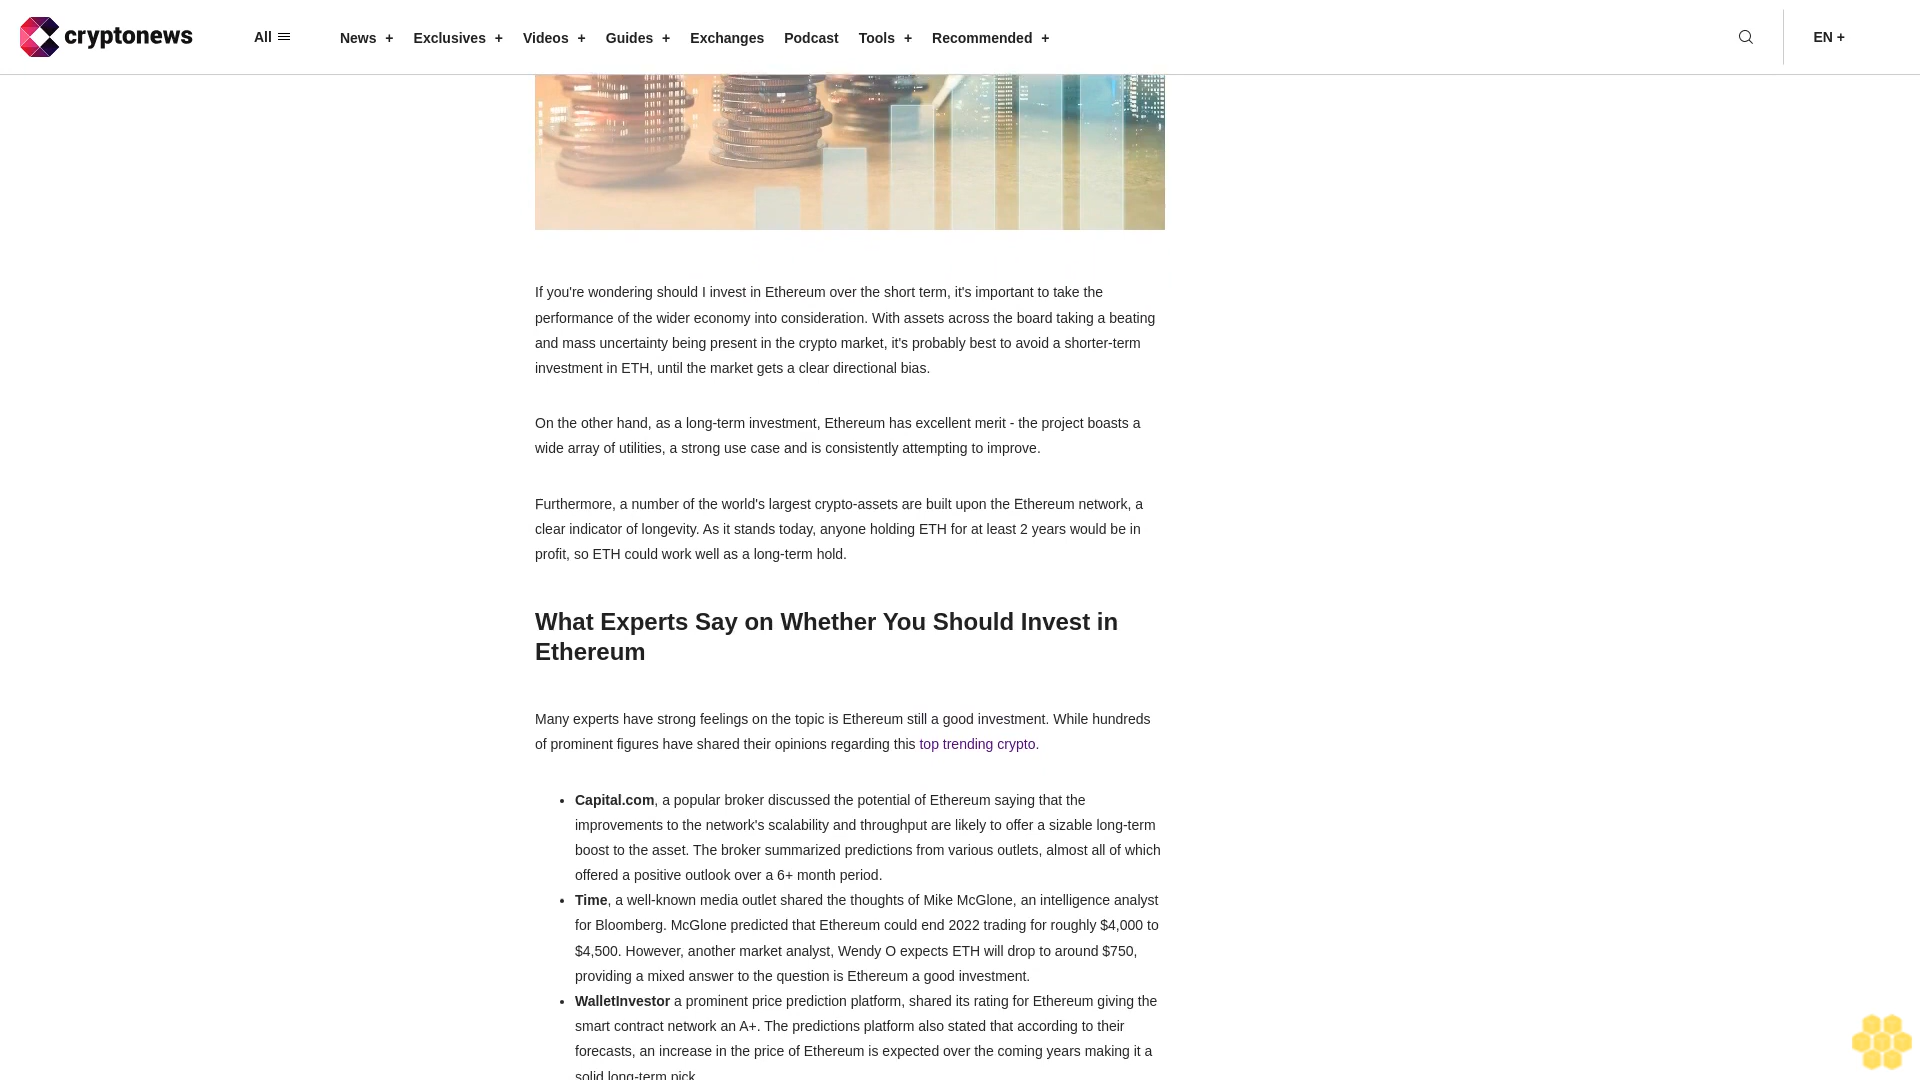 cryptonews
All
News +
Exclusives +
Videos +
Guides +
Exchanges
Podcast
Tools +
Recommended +
EN +
If you're wondering should I invest in Ethereum over the short term, it's important to take the
performance of the wider economy into consideration. With assets across the board taking a beating
and mass uncertainty being present in the crypto market, it's probably best to avoid a shorter-term
investment in ETH, until the market gets a clear directional bias.
On the other hand, as a long-term investment, Ethereum has excellent merit - the project boasts a
wide array of utilities, a strong use case and is consistently attempting to improve.
Furthermore, a number of the world's largest crypto-assets are built upon the Ethereum network, a
clear indicator of longevity. As it stands today, anyone holding ETH for at least 2 years would be in
profit, so ETH could work well as a long-term hold.
What Experts Say on Whether You Should Invest in
Ethereum
Many experts have strong feelings on the topic is Ethereum still a good investment. While hundreds
of prominent figures have shared their opinions regarding this top trending crypto.
• Capital.com, a popular broker discussed the potential of Ethereum saying that the
improvements to the network's scalability and throughput are likely to offer a sizable long-term
boost to the asset. The broker summarized predictions from various outlets, almost all of which
offered a positive outlook over a 6+ month period.
• Time, a well-known media outlet shared the thoughts of Mike McGlone, an intelligence analyst
for Bloomberg. McGlone predicted that Ethereum could end 2022 trading for roughly $4,000 to
$4,500. However, another market analyst, Wendy O expects ETH will drop to around $750,
providing a mixed answer to the question is Ethereum a good investment.
• WalletInvestor a prominent price prediction platform, shared its rating for Ethereum giving the
smart contract network an A+. The predictions platform also stated that according to their
forecasts, an increase in the price of Ethereum is expected over the coming years making it a
solid long-term pick.